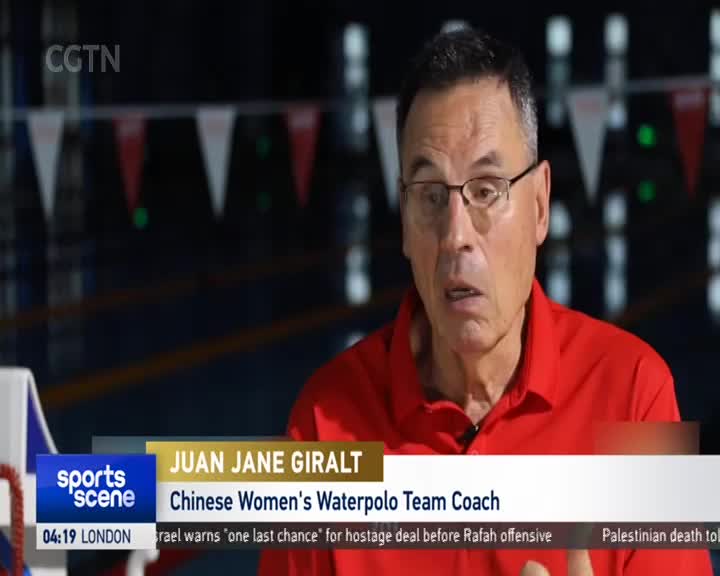 CGTN
JUAN JANE GIRALT
sports
scene
Chinese Women's Waterpolo Team Coach
04:19 LONDON
srael warns "one last chance" for hostage deal before Rafah offensive
Palestinian death tol